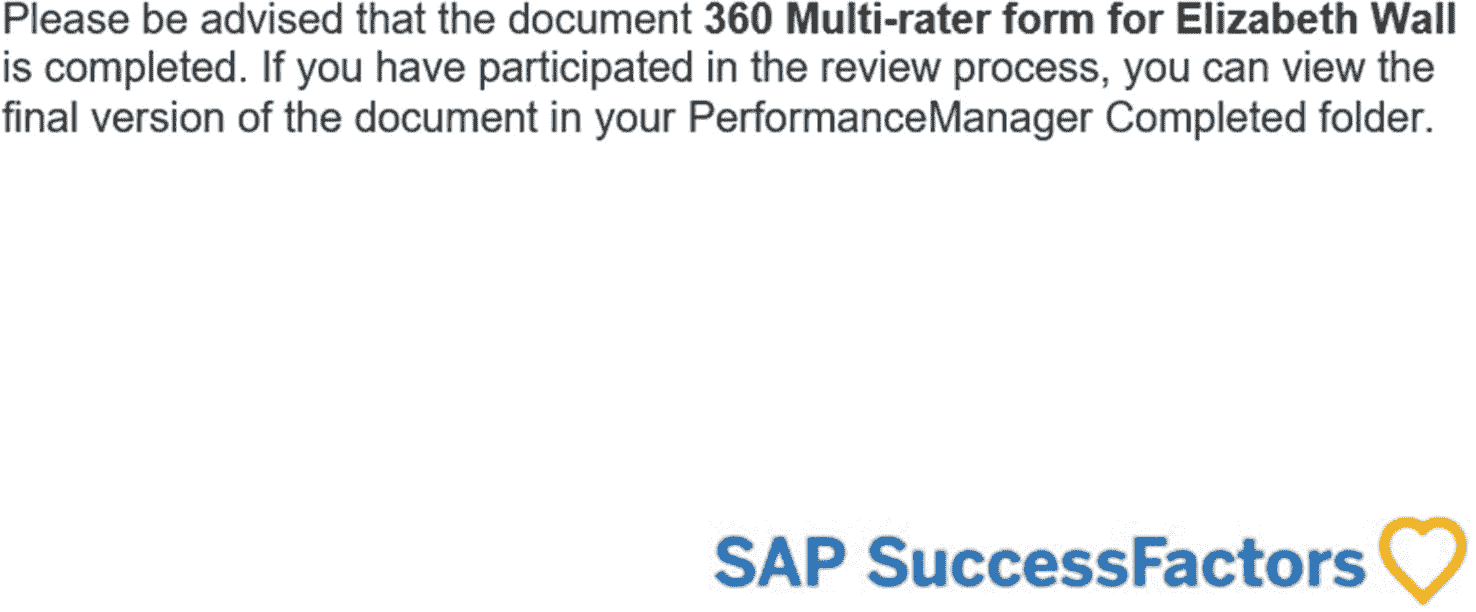 Please be advised that the document 360 Multi-rater form for Elizabeth Wall
is completed. If you have participated in the review process, you can view the
final version of the document in your PerformanceManager Completed folder.
SAP SuccessFactors